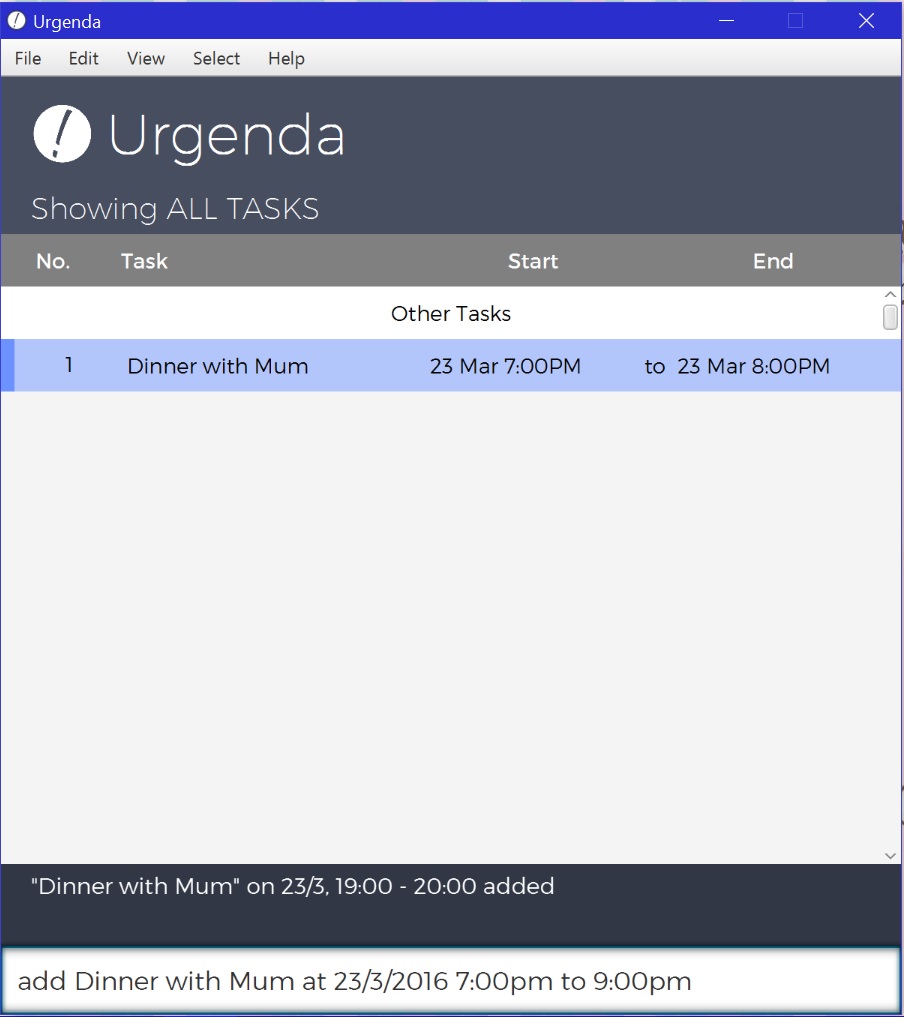 Urgenda
File Edit View Select Help
Urgenda
Showing ALL TASKS
No. Task Start End
Other Tasks
1 Dinner with Mum 23 Mar 7:00PM to 23 Mar 8:00PM
"Dinner with Mum" on 23/3, 19:00 - 20:00 added
add Dinner with Mum at 23/3/2016 7:00pm to 9:00pm